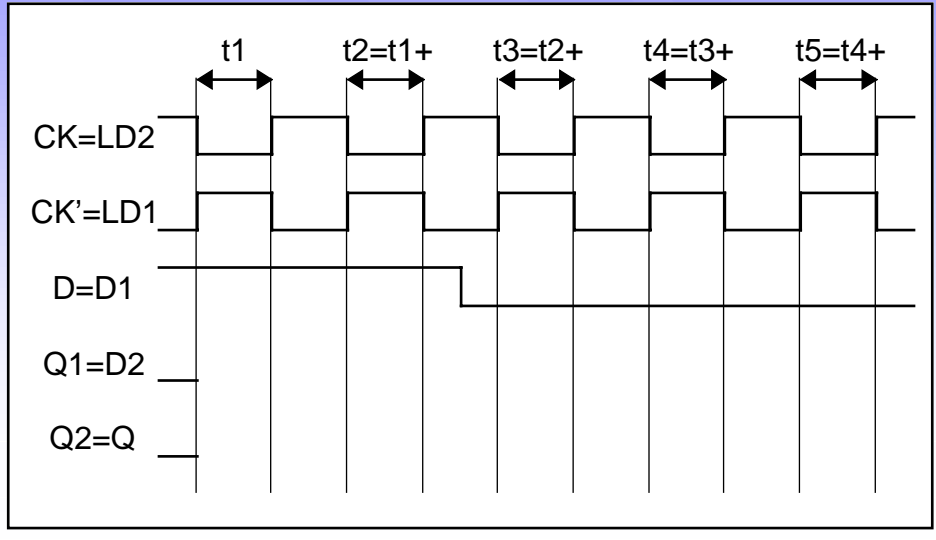 t1 t2=t1+ t3=t2+ t4=t3+ t5=t4+
CK=LD2
CK’=LD1
D=D1
Q1=D2
Q2=Q